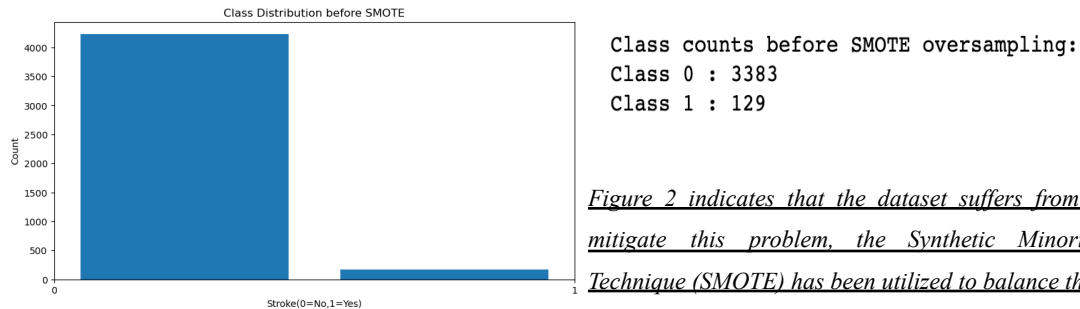 Class Distribution before SMOTE
4000
3500
3000
2500
2000
1500
1000
500
0
Count
0
1
Stroke(0=No,1=Yes)
Class counts before SMOTE oversampling:
Class 0 : 3383
Class 1 : 129
Figure 2 indicates that the dataset suffers from
mitigate this problem, the Synthetic
Technique (SMOTE) has been utilized to balance